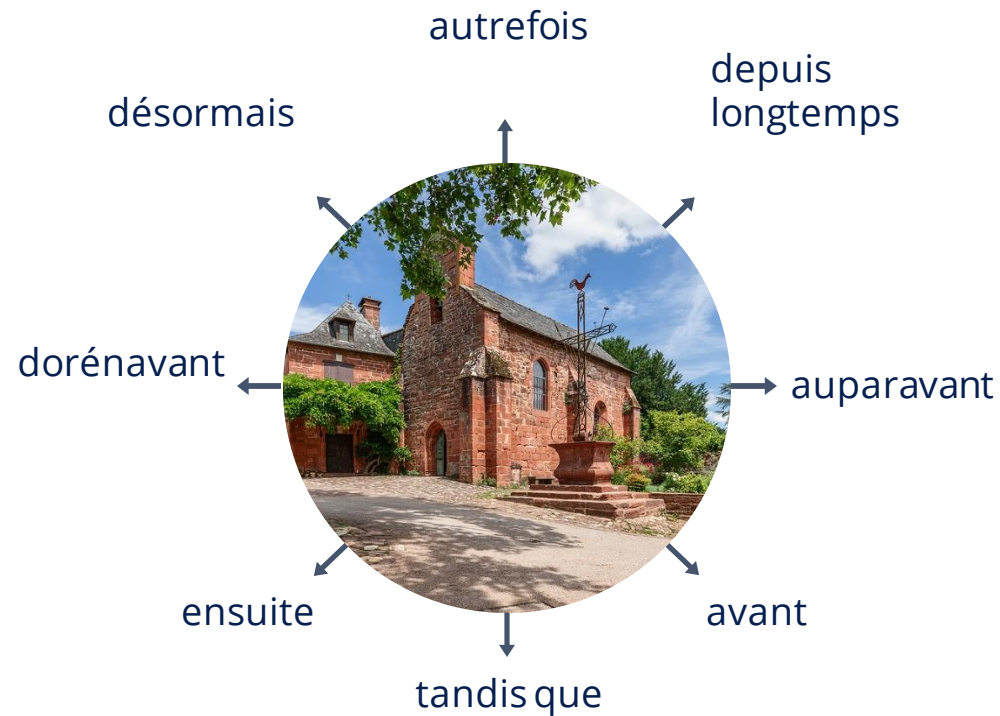 autrefois
depuis
longtemps
désormais
dorénavant
auparavant
ensuite
avant
tandis que